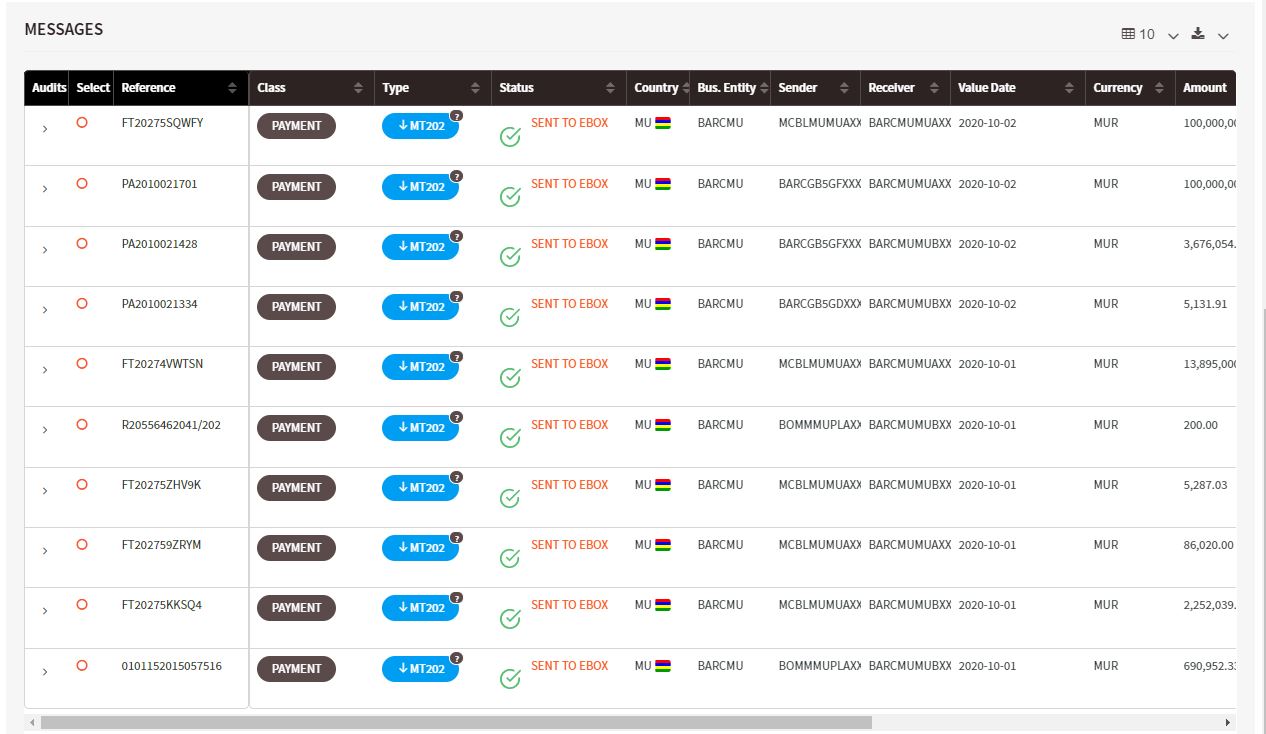 MESSAGES
10
Audits Select Reference Class Type Status Country Bus. Entity Sender Receiver Value Date Currency Amount
FT20275SQWFY PAYMENT MT202 ? SENT TO EBOX MU BARCMU MCBLMUMUAXX BARCMUMUAXX 2020-10-02 MUR 100,000,00
PA2010021701 PAYMENT MT202 ? SENT TO EBOX MU BARCMU BARCGB5GFXXX BARCMUMUAXX 2020-10-02 MUR 100,000,00
PA2010021428 PAYMENT MT202 ? SENT TO EBOX MU BARCMU BARCGB5GFXXX BARCMUMUBXX 2020-10-02 MUR 3,676,054.
PA2010021334 PAYMENT MT202 ? SENT TO EBOX MU BARCMU BARCGB5GDXXX BARCMUMUBXX 2020-10-02 MUR 5,131.91
FT20274VWTSN PAYMENT MT202 ? SENT TO EBOX MU BARCMU MCBLMUMUAXX BARCMUMUAXX 2020-10-01 MUR 13,895,000
R20556462041/202 PAYMENT MT202 ? SENT TO EBOX MU BARCMU BOMMMUPLAXX BARCMUMUBXX 2020-10-01 MUR 200.00
FT20275ZHV9K PAYMENT MT202 ? SENT TO EBOX MU BARCMU MCBLMUMUAXX BARCMUMUBXX 2020-10-01 MUR 5,287.03
FT202759ZRYM PAYMENT MT202 ? SENT TO EBOX MU BARCMU MCBLMUMUAXX BARCMUMUAXX 2020-10-01 MUR 86,020.00
FT20275KKSQ4 PAYMENT MT202 ? SENT TO EBOX MU BARCMU MCBLMUMUAXX BARCMUMUBXX 2020-10-01 MUR 2,252,039.
0101152015057516 PAYMENT MT202 ? SENT TO EBOX MU BARCMU BOMMMUPLAXX BARCMUMUBXX 2020-10-01 MUR 690,952.33